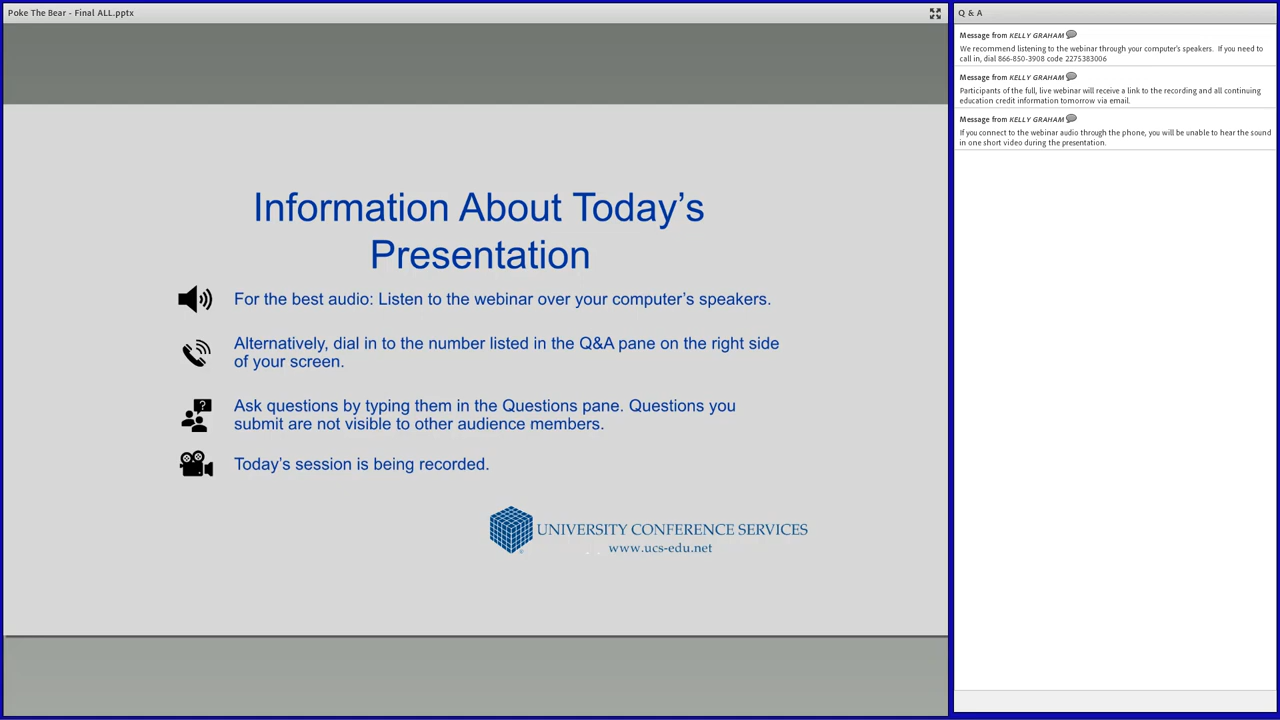 Poke The Bear - Final ALL.pptx
Information About Today’s
Presentation
For the best audio: Listen to the webinar over your computer’s speakers.
Alternatively, dial in to the number listed in the Q&A pane on the right side
of your screen.
?
Ask questions by typing them in the Questions pane. Questions you
submit are not visible to other audience members.
Today’s session is being recorded.
UNIVERSITY CONFERENCE SERVICES
www.ucs-edu.net
Q & A
Message from KELLY GRAHAM
We recommend listening to the webinar through your computer's speakers. If you need to
call in, dial 866-850-3908 code 2275383006
Message from KELLY GRAHAM
Participants of the full, live webinar will receive a link to the recording and all continuing
education credit information tomorrow via email.
Message from KELLY GRAHAM
If you connect to the webinar audio through the phone, you will be unable to hear the sound
in one short video during the presentation.